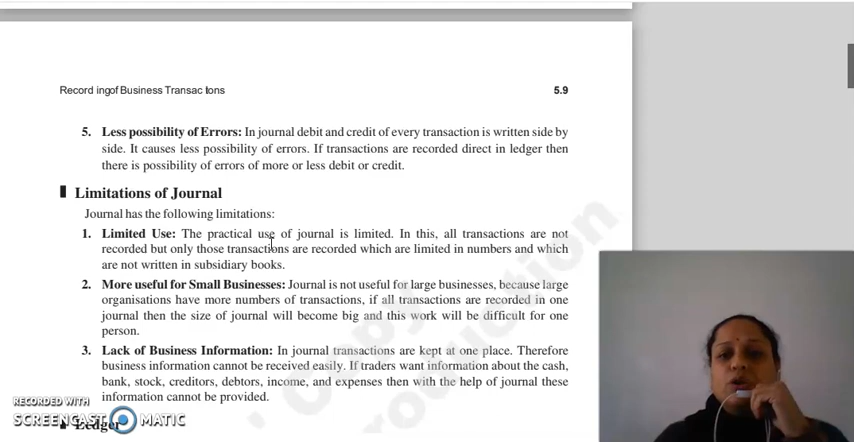 Record ingof Business Transac tions 5.9
5. Less possibility of Errors: In journal debit and credit of every transaction is written side by
side. It causes less possibility of errors. If transactions are recorded direct in ledger then
there is possibility of errors of more or less debit or credit.
Limitations of Journal
Journal has the following limitations:
1. Limited Use: The practical use of journal is limited. In this, all transactions are not
recorded but only those transactions are recorded which are limited in numbers and which
are not written in subsidiary books.
2. More useful for Small Businesses: Journal is not useful for large businesses, because large
organisations have more numbers of transactions, if all transactions are recorded in one
journal then the size of journal will become big and this work will be difficult for one
person.
3. Lack of Business Information: In journal transactions are kept at one place. Therefore
business information cannot be received easily. If traders want information about the cash,
bank, stock, creditors, debtors, income, and expenses then with the help of journal these
information cannot be provided.
Ledger
RECORDED WITH
SCREENCAST MATIC